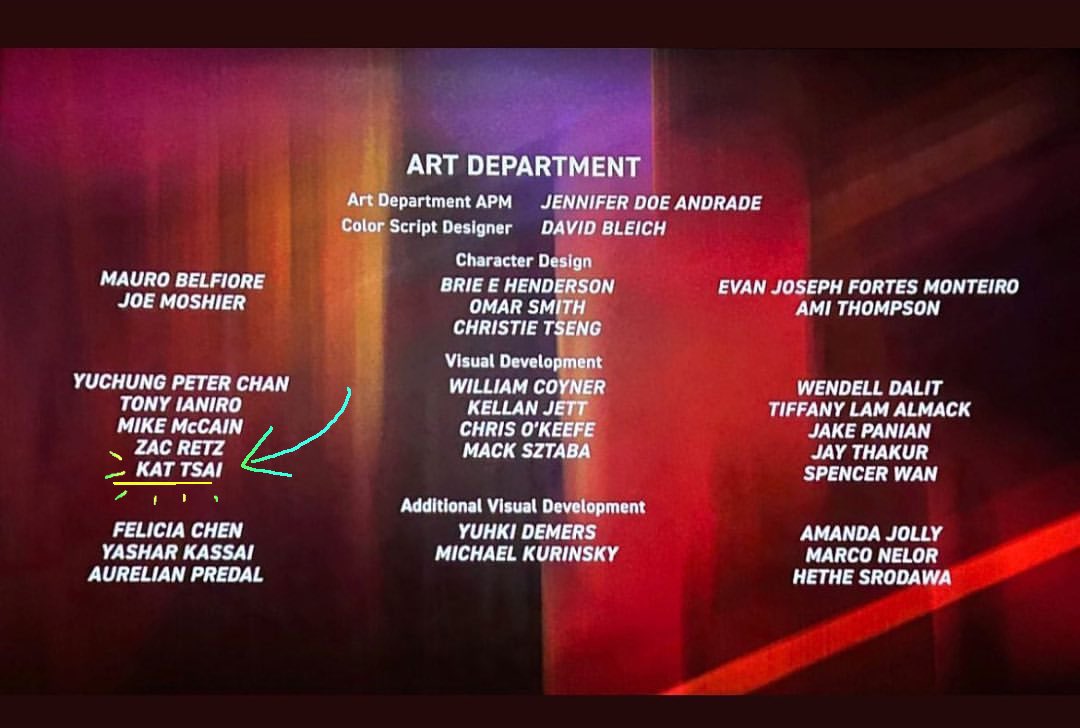 ART DEPARTMENT
Art Department APM JENNIFER DOE ANDRADE
Color Script Designer DAVID BLEICH
Character Design
MAURO BELFIORE
JOE MOSHIER
BRIE E HENDERSON
OMAR SMITH
CHRISTIE TSENG
EVAN JOSEPH FORTES MONTEIRO
AMI THOMPSON
Visual Development
YUCHUNG PETER CHAN
TONY IANIRO
MIKE McCAIN
ZAC RETZ
KAT TSAI
WILLIAM COYNER
KELLAN JETT
CHRIS O'KEEFE
MACK SZTABA
WENDELL DALIT
TIFFANY LAM ALMACK
JAKE PANIAN
JAY THAKUR
SPENCER WAN
Additional Visual Development
FELICIA CHEN
YASHAR KASSAI
AURELIAN PREDAL
YUHKI DEMERS
MICHAEL KURINSKY
AMANDA JOLLY
MARCO NELOR
HETHE SRODAWA